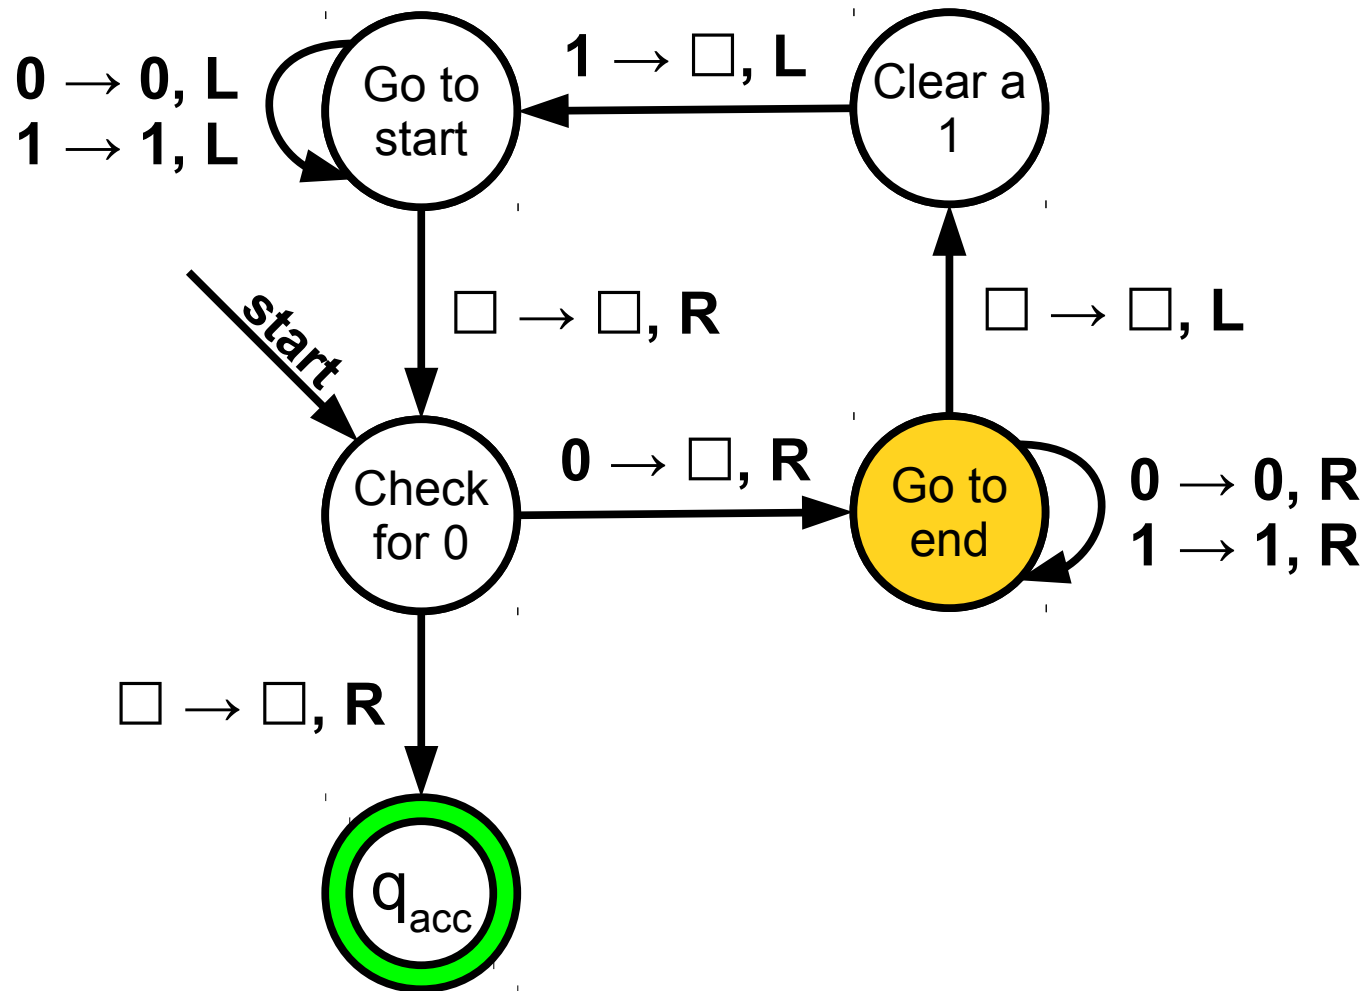 0 → 0, L
1 → 1, L
Go to
start
1 → □, L
Clear a
1
start
□ → □, R
□ → □, L
Check
for 0
0 → □, R
Go to
end
0 → 0, R
1 → 1, R
□ → □, R
qacc